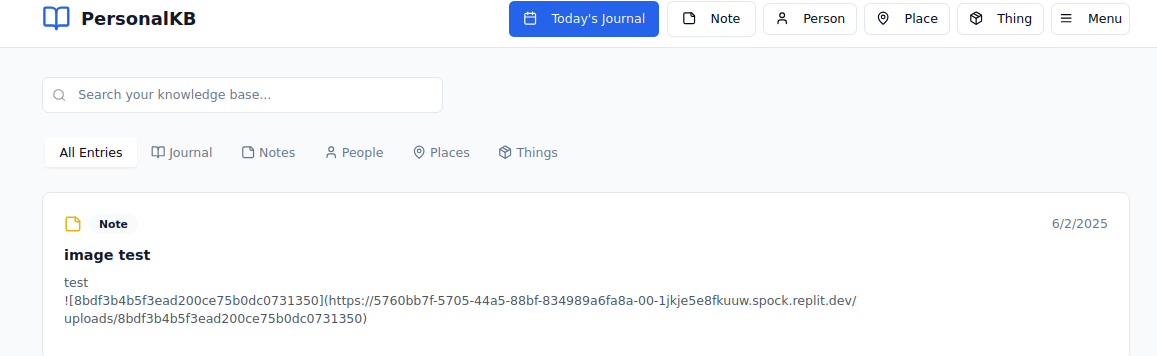 PersonalKB
Today's Journal
Note
Person
Place
Thing
Menu
Search your knowledge base...
All Entries
Journal
Notes
People
Places
Things
Note
6/2/2025
image test
test
![8bdf3b4b5f3ead200ce75b0dc0731350](https://5760bb7f-5705-44a5-88bf-834989a6fa8a-00-1jkje5e8fkuuw.spock.replit.dev/
uploads/8bdf3b4b5f3ead200ce75b0dc0731350)